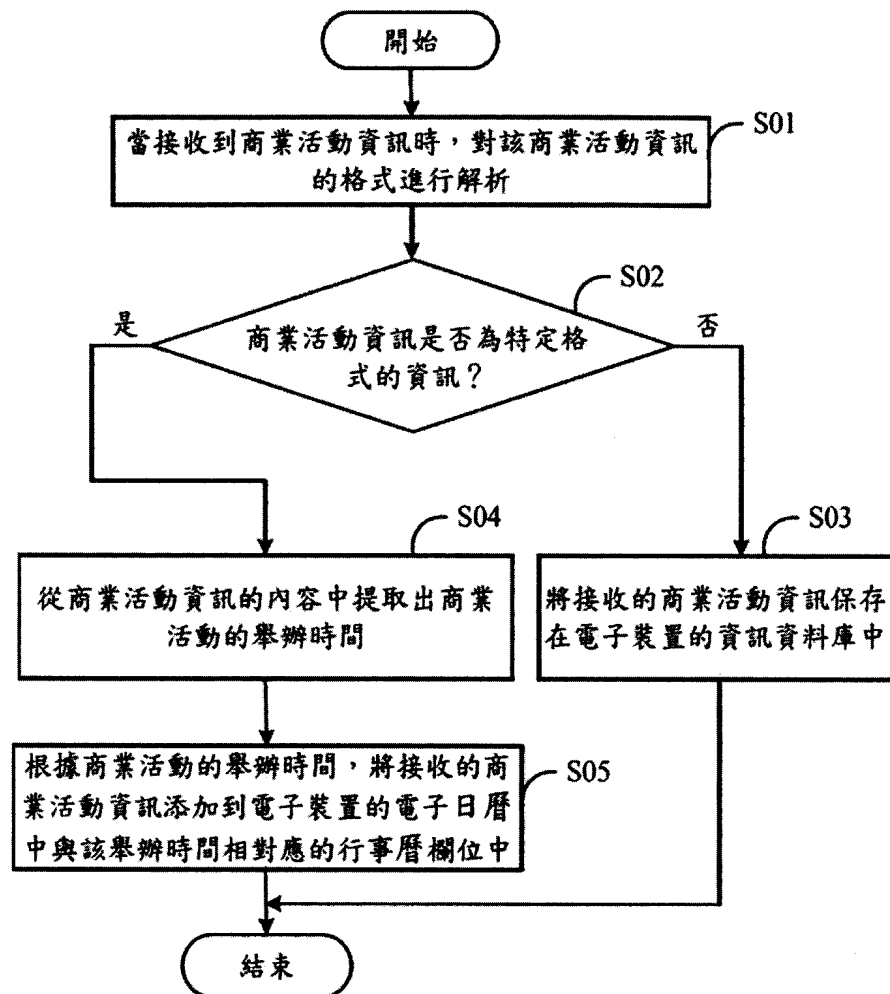 開始
當接收到商業活動資訊時，對該商業活動資訊
的格式進行解析
S01
S02
商業活動資訊是否為特定格
式的資訊？
是
否
S04
從商業活動資訊的內容中提取出商業
活動的舉辦時間
S03
將接收的商業活動資訊保存
在電子裝置的資訊資料庫中
根據商業活動的舉辦時間，將接收的商
業活動資訊添加到電子裝置的電子日曆
中與該舉辦時間相對應的行事曆欄位中
S05
結束